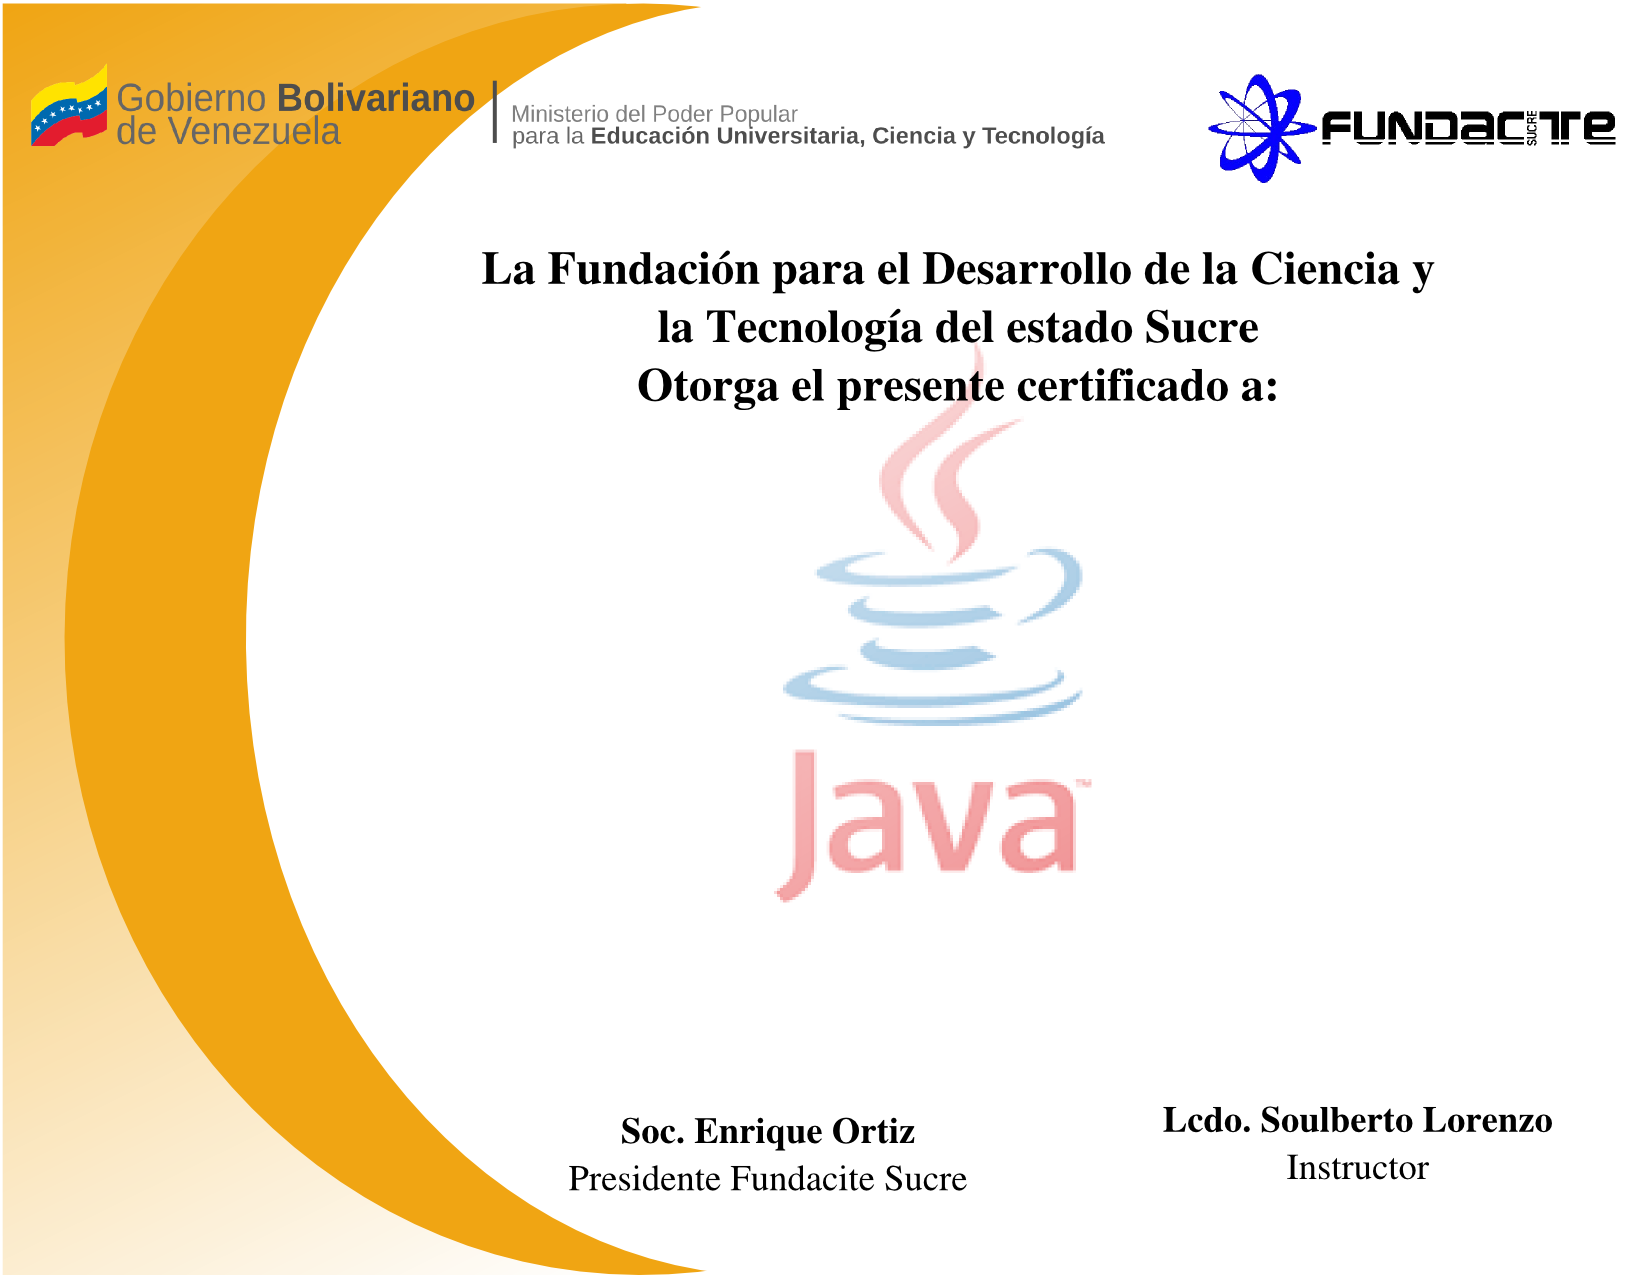 Gobierno Bolivariano
de Venezuela
Ministerio del Poder Popular
para la Educación Universitaria, Ciencia y Tecnología
FUNDACITE
SUCRE
La Fundación para el Desarrollo de la Ciencia y
la Tecnología del estado Sucre
Otorga el presente certificado a:
Java™
Soc. Enrique Ortiz
Presidente Fundacite Sucre
Lcdo. Soulberto Lorenzo
Instructor